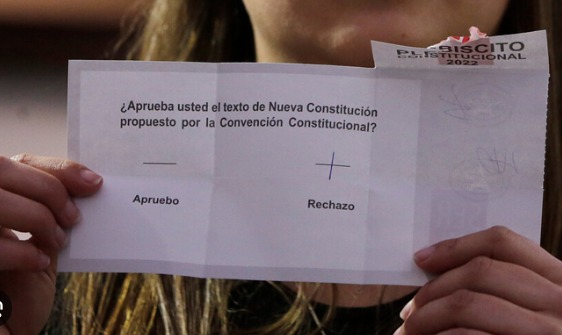 PLEBISCITO
CONSTITUCIONAL
2022
¿Aprueba usted el texto de Nueva Constitución
propuesto por la Convención Constitucional?
Apruebo
Rechazo